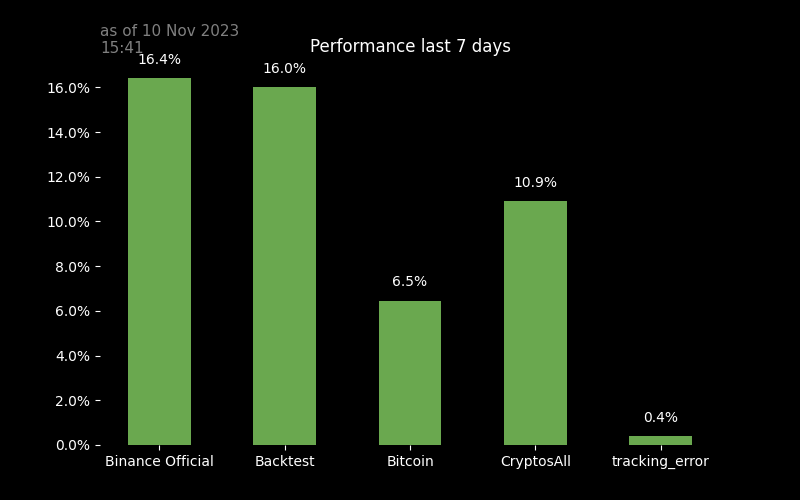 as of 10 Nov 2023
15:41
Performance last 7 days
16.4%
16.0%
6.5%
10.9%
0.4%
16.0%
14.0%
12.0%
10.0%
8.0%
6.0%
4.0%
2.0%
0.0%
Binance Official
Backtest
Bitcoin
CryptosAll
tracking_error